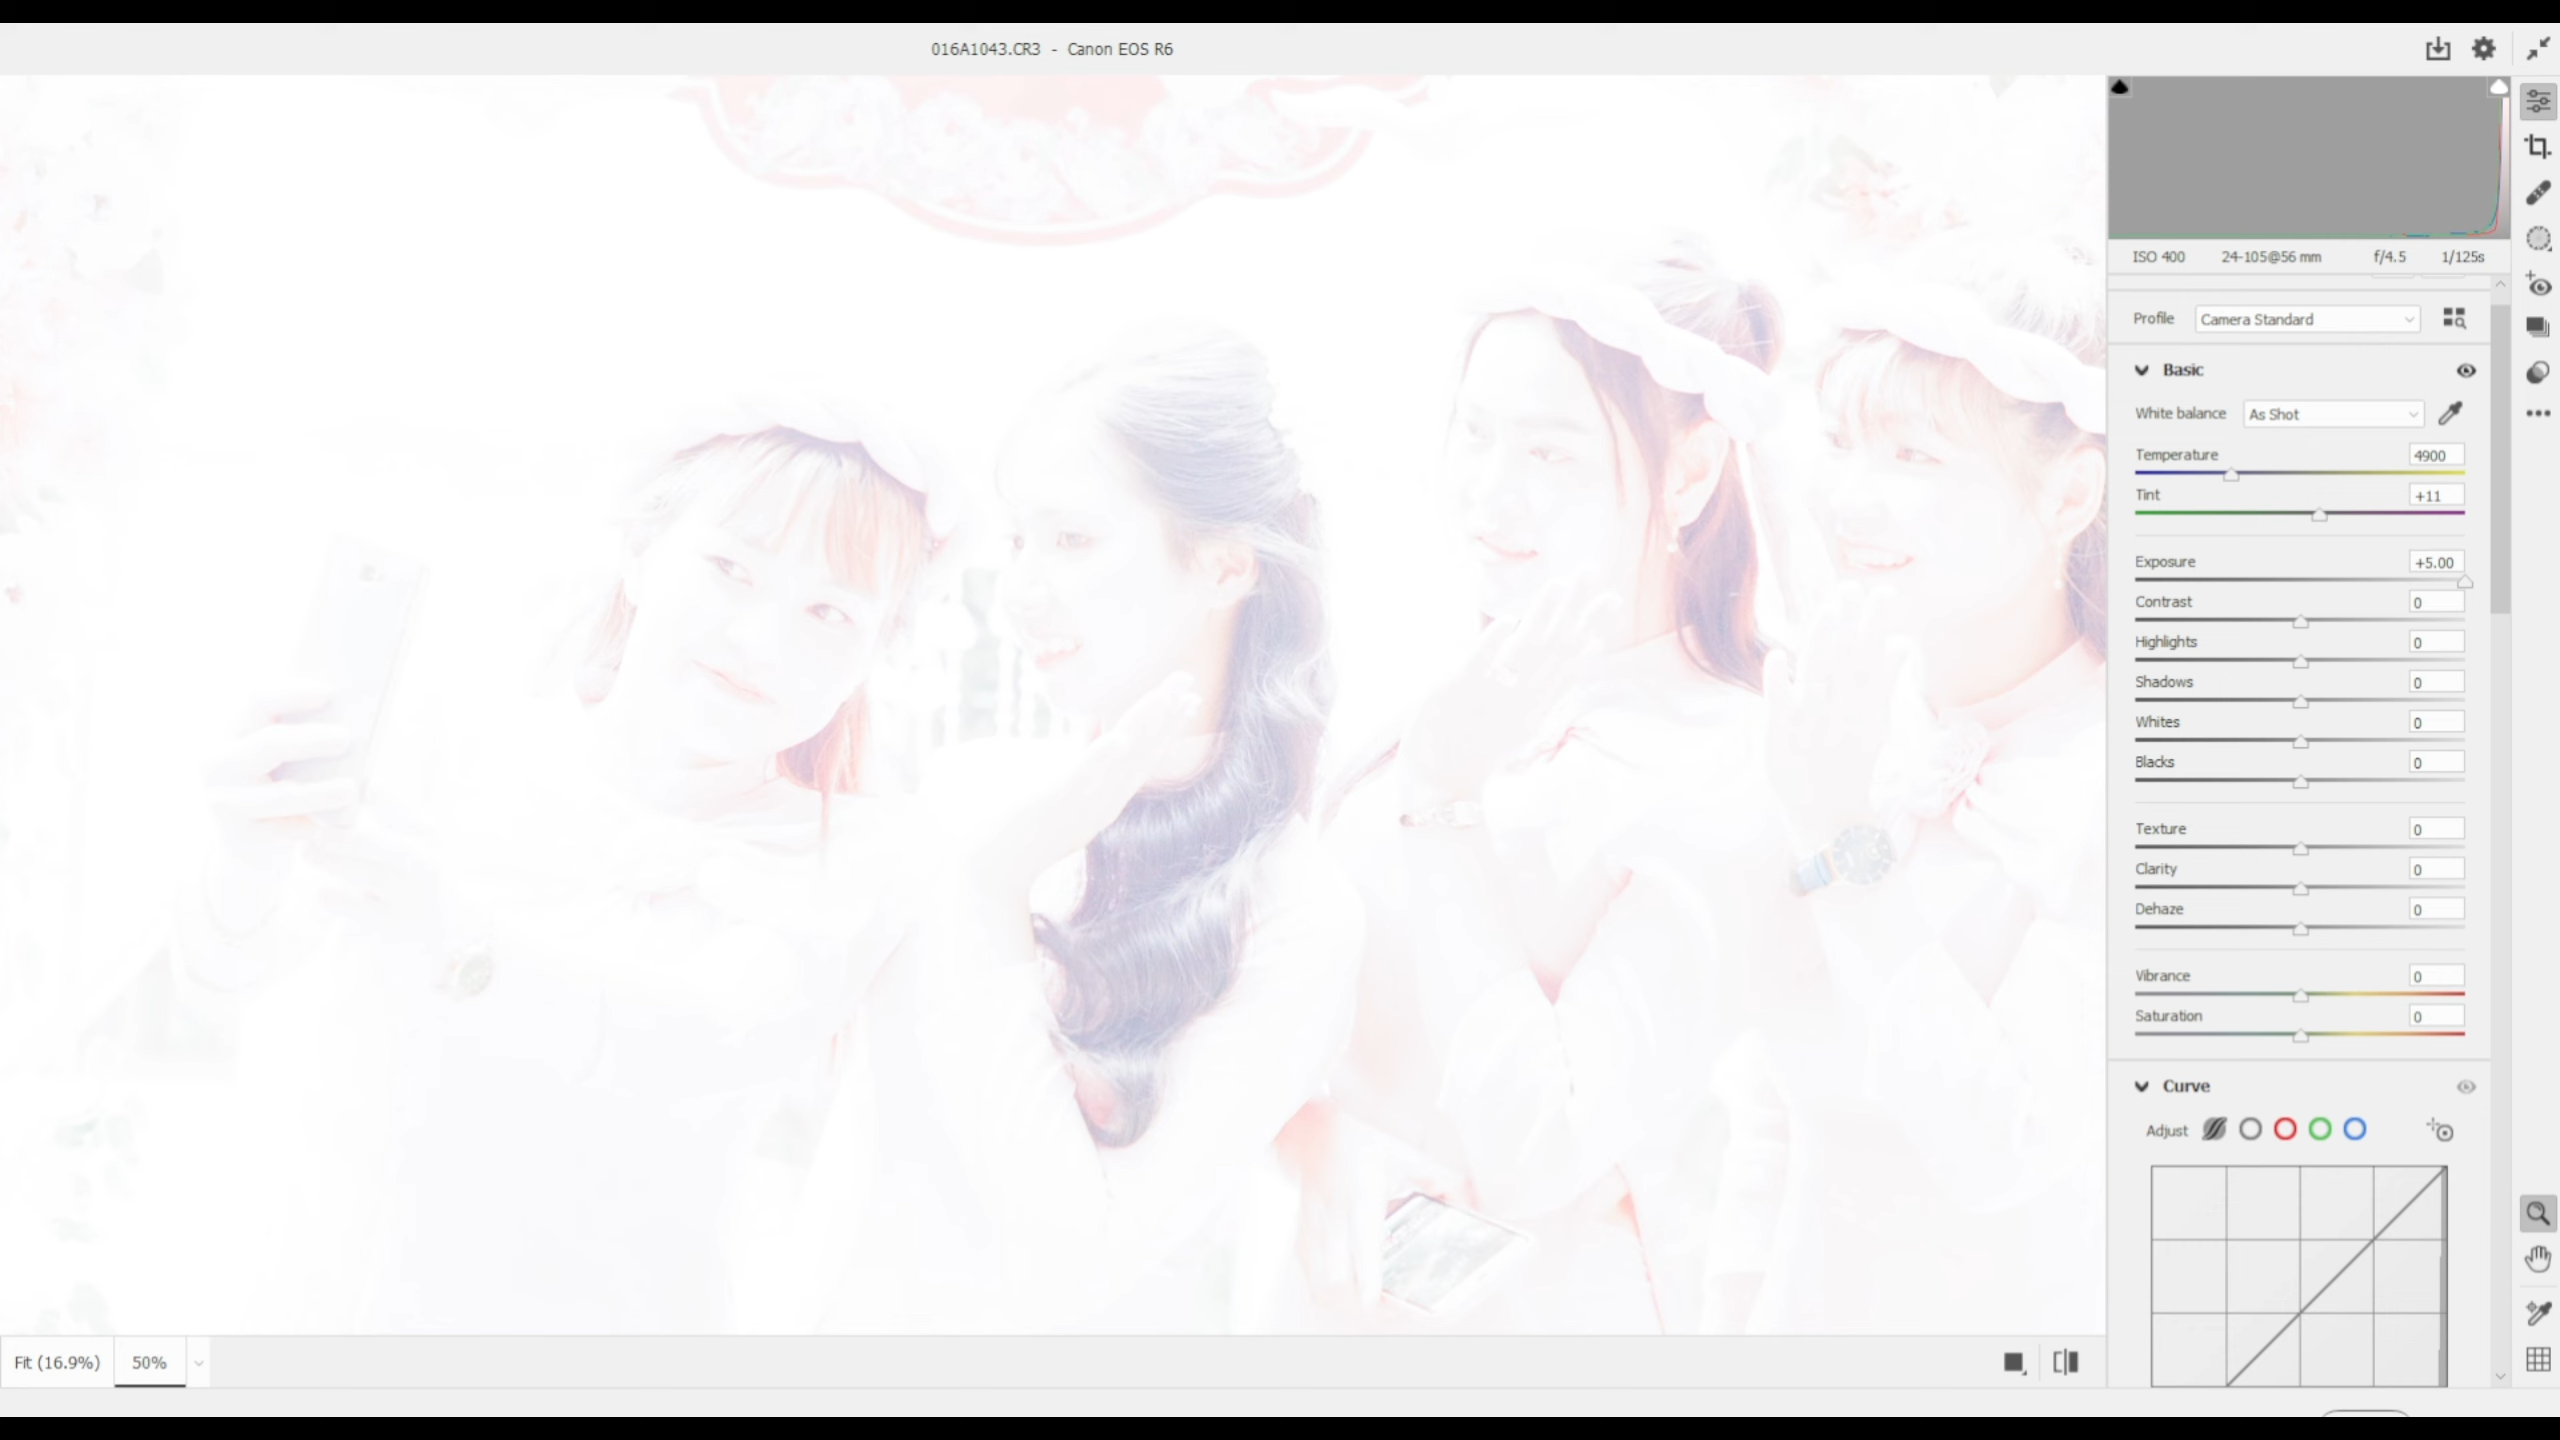 016A1043.CR3 - Canon EOS R6
ISO 400 24-105@56 mm f/4.5 1/125s
Profile Camera Standard
Basic
White balance As Shot
Temperature 4900
Tint +11
Exposure +5.00
Contrast 0
Highlights 0
Shadows 0
Whites 0
Blacks 0
Texture 0
Clarity 0
Dehaze 0
Vibrance 0
Saturation 0
Curve
Adjust
Fit (16.9%) 50%